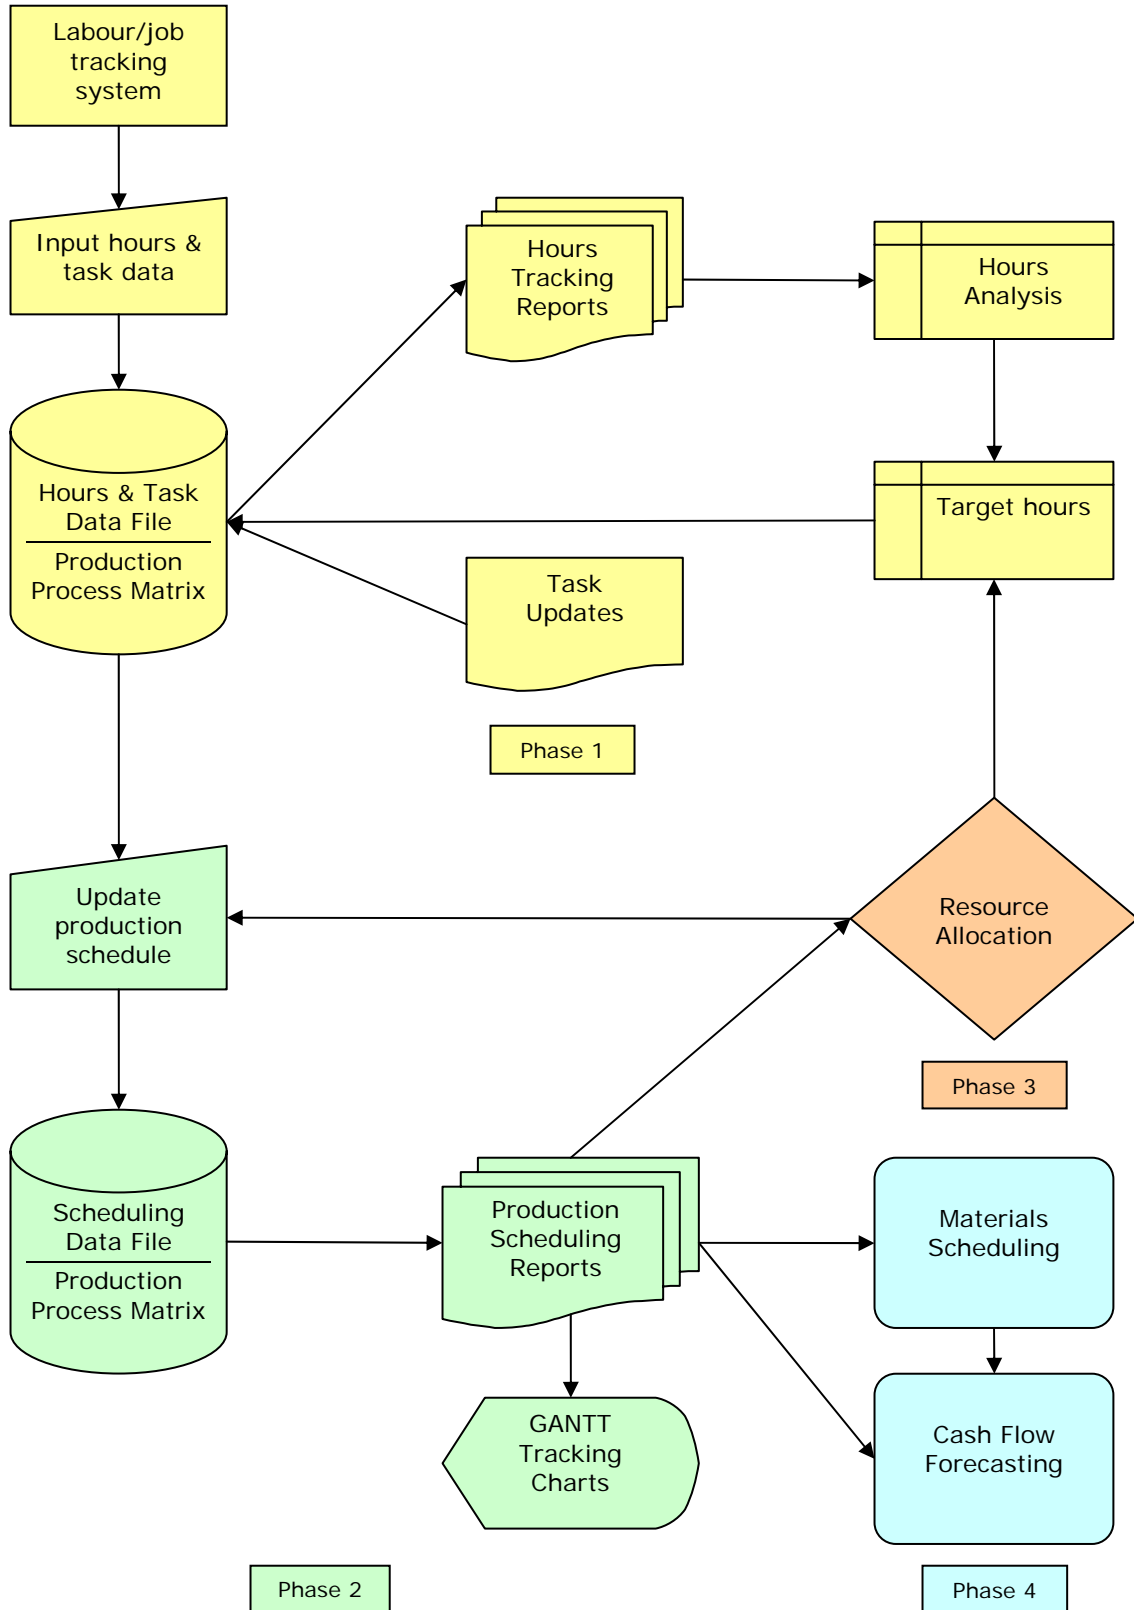 Labour/job
tracking
system
Input hours &
task data
Hours
Tracking
Reports
Hours
Analysis
Hours & Task
Data File
Production
Process Matrix
Target hours
Task
Updates
Phase 1
Update
production
schedule
Resource
Allocation
Phase 3
Scheduling
Data File
Production
Process Matrix
Production
Scheduling
Reports
Materials
Scheduling
GANTT
Tracking
Charts
Cash Flow
Forecasting
Phase 2
Phase 4